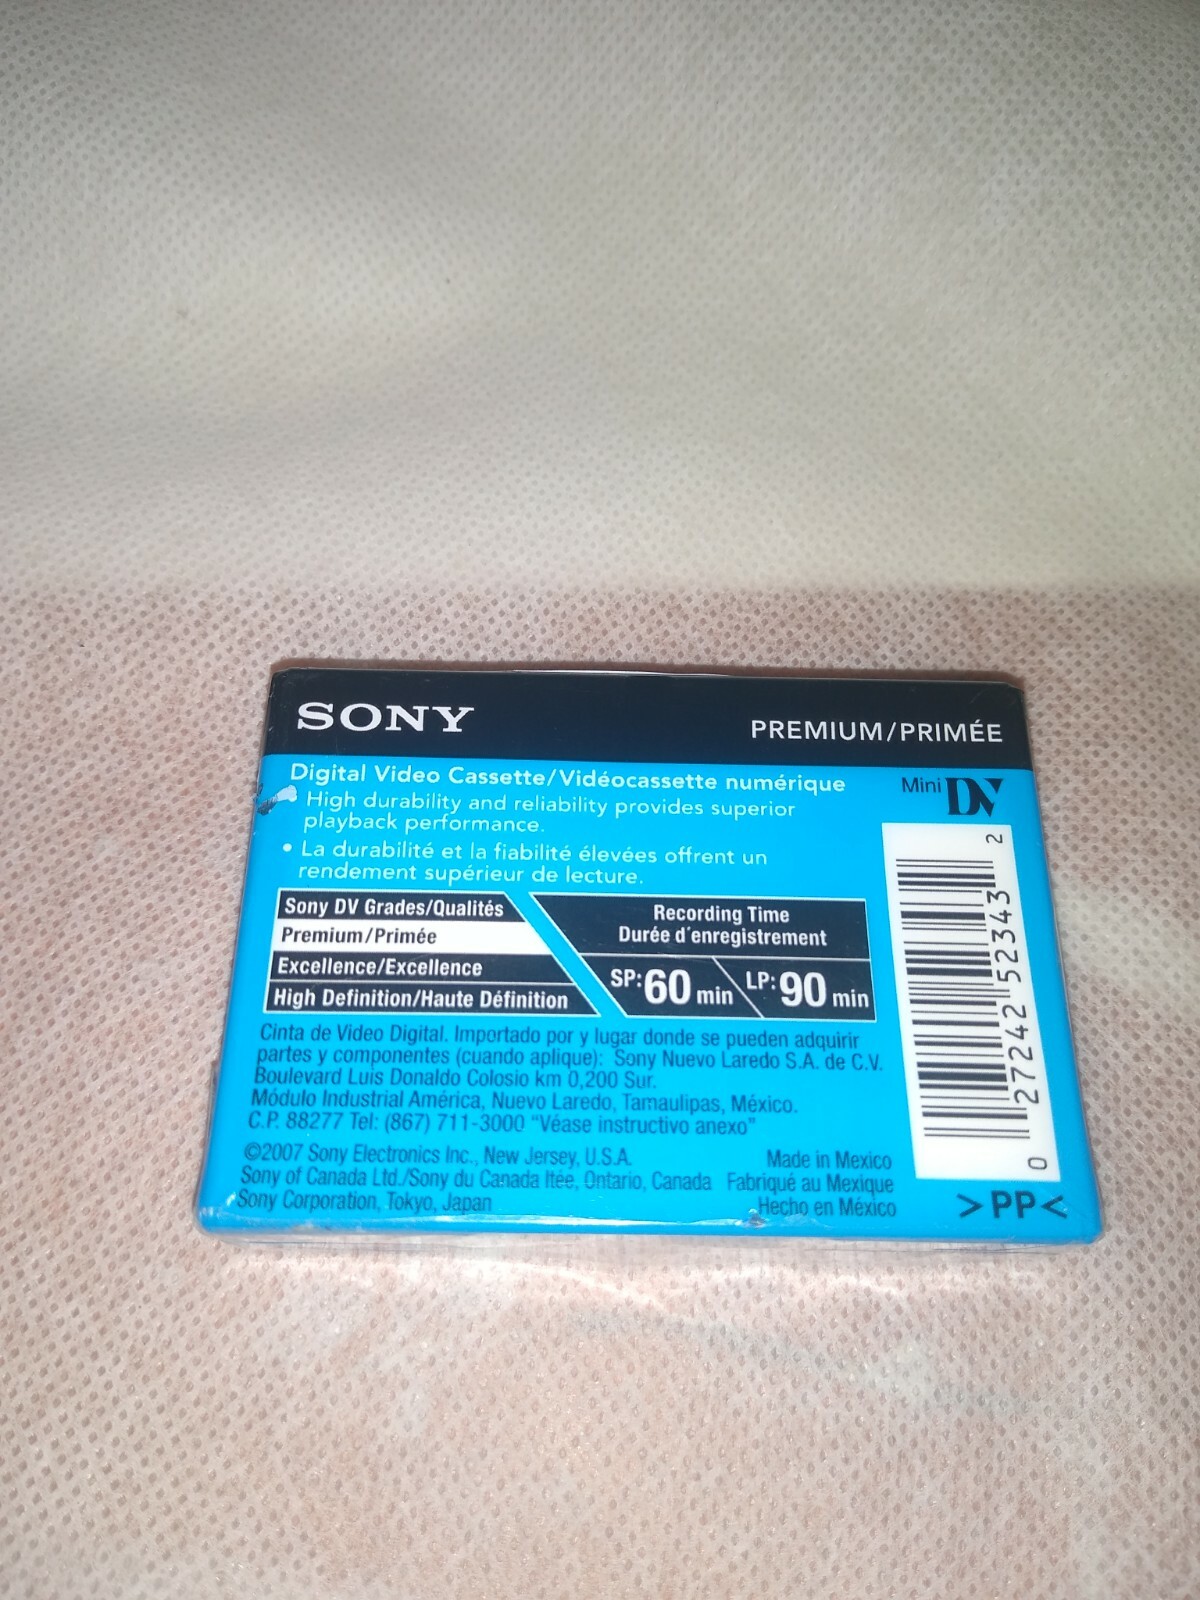 SONY
PREMIUM/PRIMÉE
Digital Video Cassette/Vidéocassette numérique
Mini DV
High durability and reliability provides superior
playback performance.
• La durabilité et la fiabilité élevées offrent un
rendement supérieur de lecture.
Sony DV Grades/Qualités
Premium/Primée
Excellence/Excellence
High Definition/Haute Définition
Recording Time
Durée d'enregistrement
SP: 60 min
LP: 90 min
Cinta de Video Digital. Importado por y lugar donde se pueden adquirir
partes y componentes (cuando aplique): Sony Nuevo Laredo S.A. de C.V.
Boulevard Luis Donaldo Colosio km 0,200 Sur.
Módulo Industrial América, Nuevo Laredo, Tamaulipas, México.
C.P. 88277 Tel: (867) 711-3000 "Véase instructivo anexo"
©2007 Sony Electronics Inc., New Jersey, U.S.A.
Sony of Canada Ltd./Sony du Canada ltée, Ontario, Canada
Sony Corporation, Tokyo, Japan
Made in Mexico
Fabriqué au Mexique
Hecho en México
0 27242 52343 2
>PP<